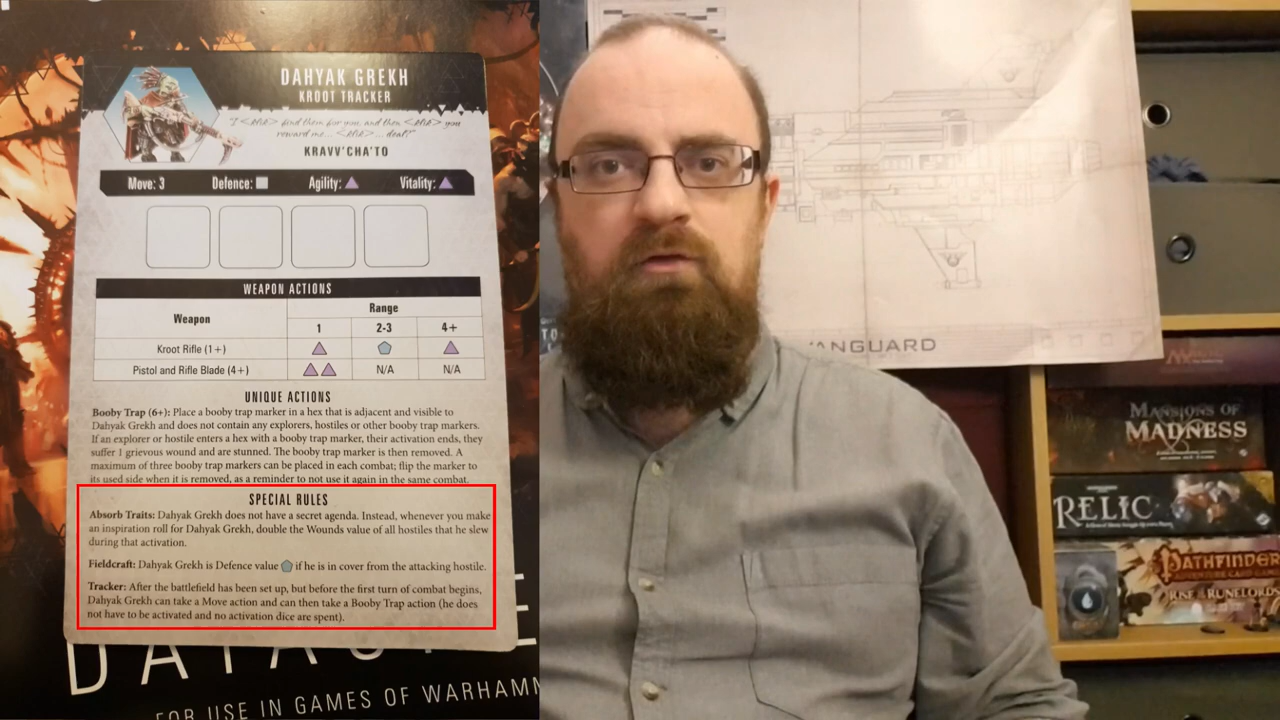 DAHYAK GREKH
KROOT TRACKER
"I <blip> find them for you, and then <blip> you
reward me... <blip>... deal?"
KRAVV'CHA'TO
Move: 3 Defence: Agility: Vitality:
WEAPON ACTIONS
Weapon Range
1 2-3 4+
Kroot Rifle (1+)
Pistol and Rifle Blade (4+) N/A N/A
UNIQUE ACTIONS
Booby Trap (6+): Place a booby trap marker in a hex that is adjacent and visible to
Dahyak Grekh and does not contain any explorers, hostiles or other booby trap markers.
If an explorer or hostile enters a hex with a booby trap marker, their activation ends, they
suffer 1 grievous wound and are stunned. The booby trap marker is then removed. A
maximum of three booby trap markers can be placed in each combat; flip the marker to
its used side when it is removed, as a reminder to not use it again in the same combat.
SPECIAL RULES
Absorb Traits: Dahyak Grekh does not have a secret agenda. Instead, whenever you make
an inspiration roll for Dahyak Grekh, double the Wounds value of all hostiles that he slew
during that activation.
Fieldcraft: Dahyak Grekh is Defence value if he is in cover from the attacking hostile.
Tracker: After the battlefield has been set up, but before the first turn of combat begins,
Dahyak Grekh can take a Move action and can then take a Booby Trap action (he does
not have to be activated and no activation dice are spent).
FOR USE IN GAMES OF WARHAMM
VANGUARD
MANSIONS OF
MADNESS
RELIC
PATHFINDER
ADVENTURE CARD GAME
RISE OF THE RUNELORDS